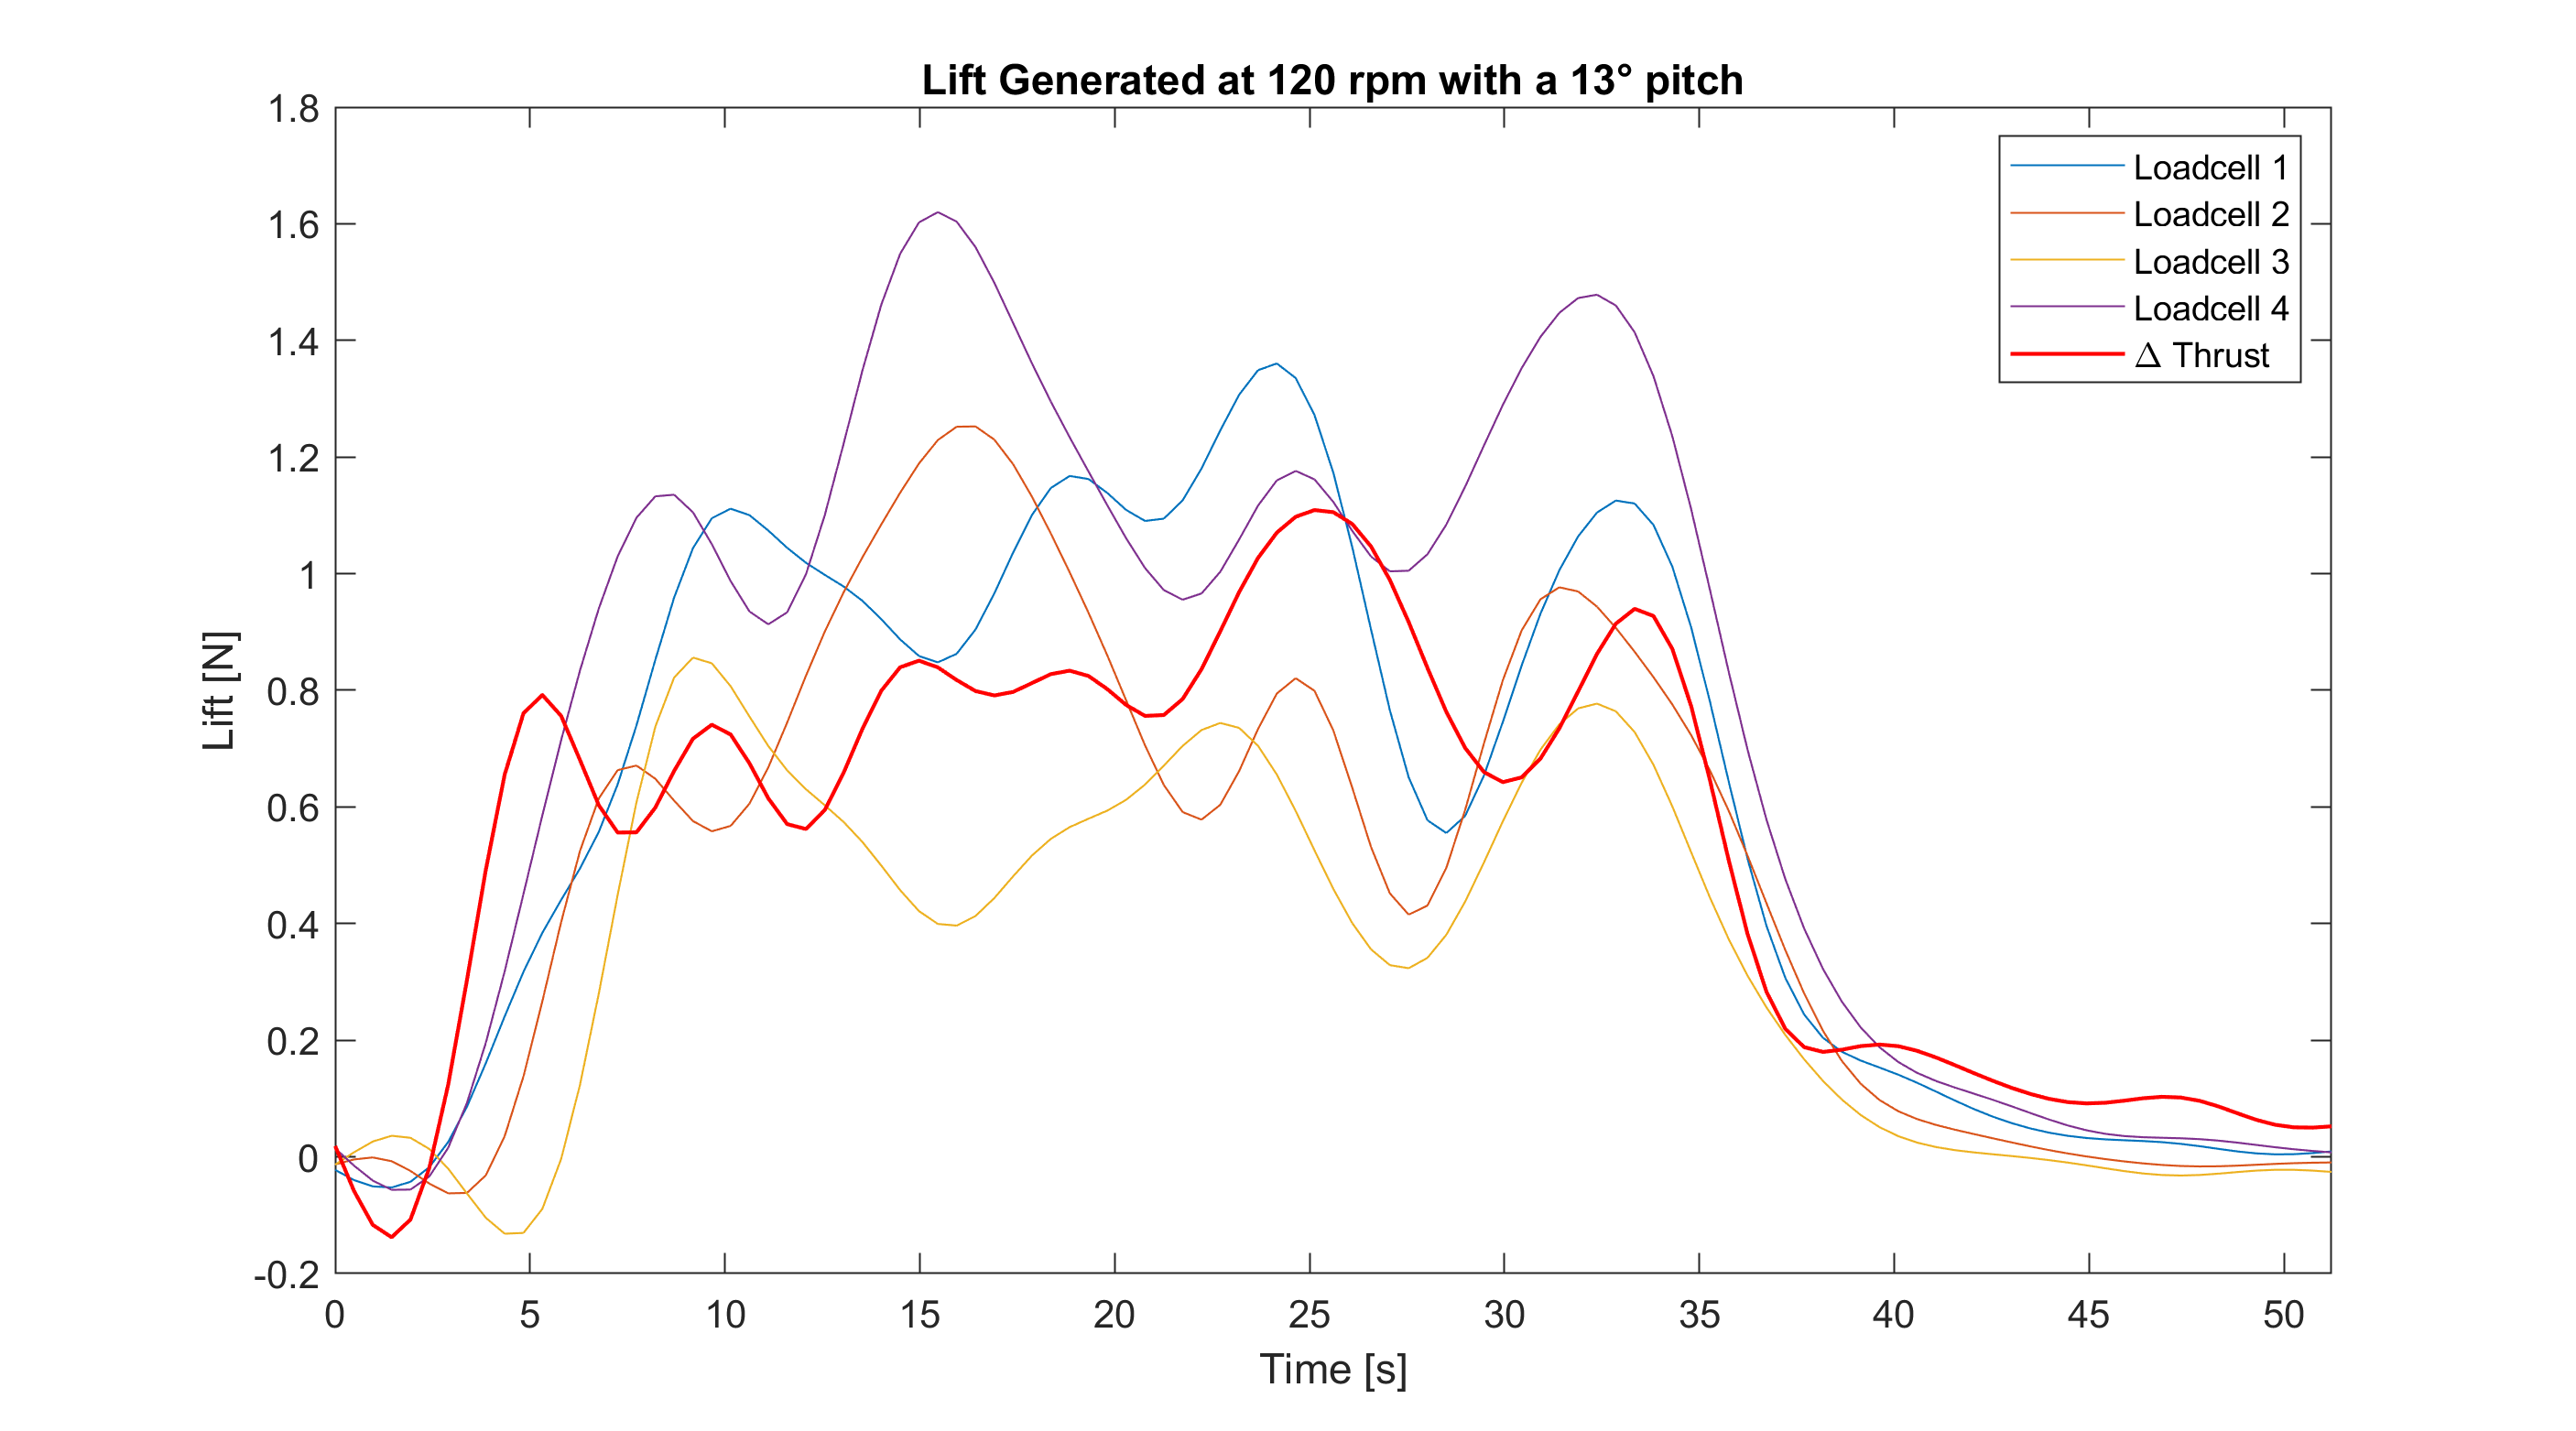 Lift Generated at 120 rpm with a 13° pitch
1.8
1.6
1.4
1.2
1
0.8
0.6
0.4
0.2
0
-0.2
Lift [N]
Loadcell 1
Loadcell 2
Loadcell 3
Loadcell 4
Δ Thrust
0 5 10 15 20 25 30 35 40 45 50
Time [s]